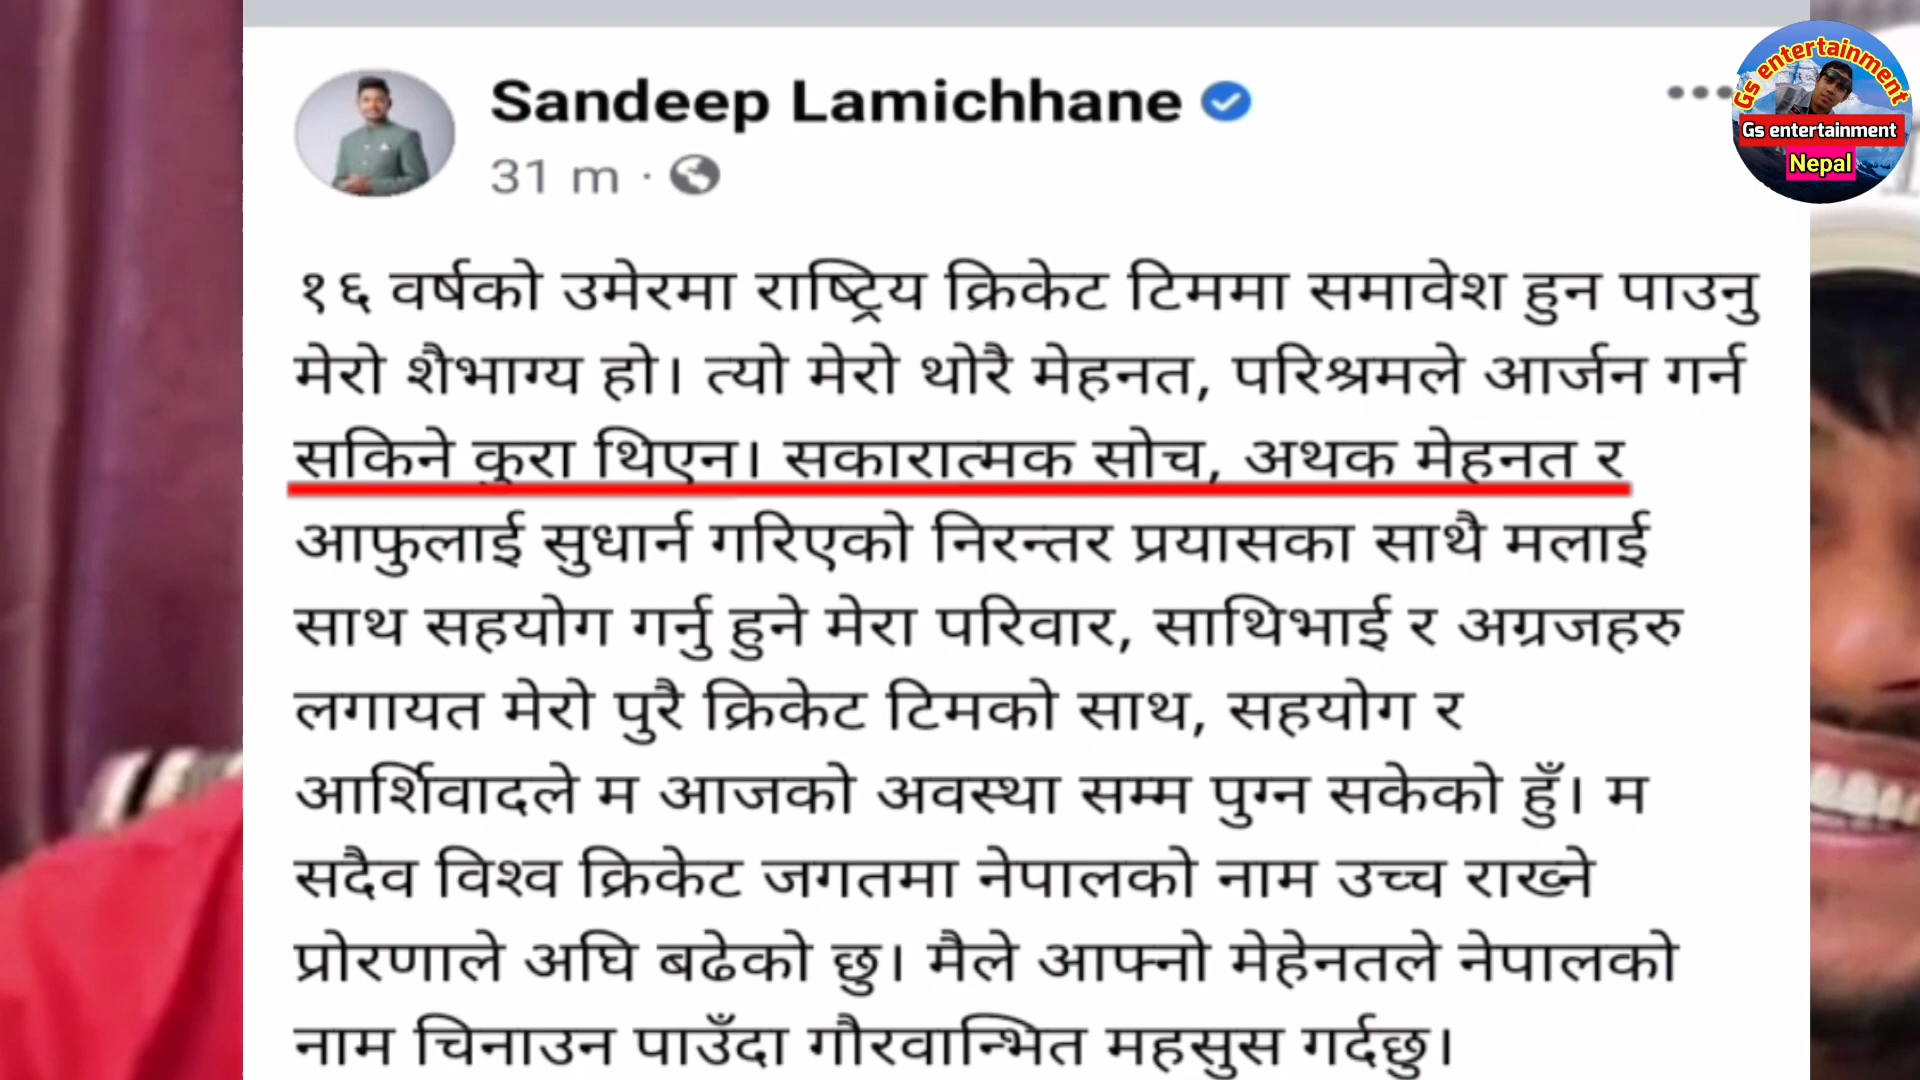 Sandeep Lamichhane
31 m ·
Gs entertainment
Gs entertainment
Nepal
१६ वर्षको उमेरमा राष्ट्रिय क्रिकेट टिममा समावेश हुन पाउनु
मेरो शैभाग्य हो। त्यो मेरो थोरै मेहनत, परिश्रमले आर्जन गर्न
सकिने कुरा थिएन। सकारात्मक सोच, अथक मेहनत र
आफुलाई सुधार्न गरिएको निरन्तर प्रयासका साथै मलाई
साथ सहयोग गर्नु हुने मेरा परिवार, साथिभाई र अग्रजहरु
लगायत मेरो पुरै क्रिकेट टिमको साथ, सहयोग र
आर्शिवादले म आजको अवस्था सम्म पुग्न सकेको हुँ। म
सदैव विश्व क्रिकेट जगतमा नेपालको नाम उच्च राख्ने
प्रोरणाले अघि बढेको छु। मैले आफ्नो मेहेनतले नेपालको
नाम चिनाउन पाउँदा गौरवान्भित महसुस गर्दछु।